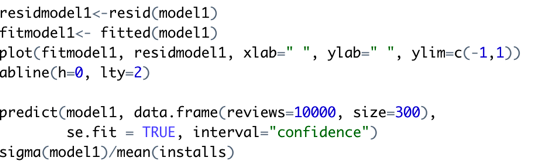 residmodel1<-resid(model1)
fitmodel1<- fitted(model1)
plot(fitmodel1, residmodel1, xlab=" ", ylab=" ", ylim=c(-1,1))
abline(h=0, lty=2)
predict(model1, data.frame(reviews=10000, size=300),
se.fit = TRUE, interval="confidence")
sigma(model1)/mean(installs)